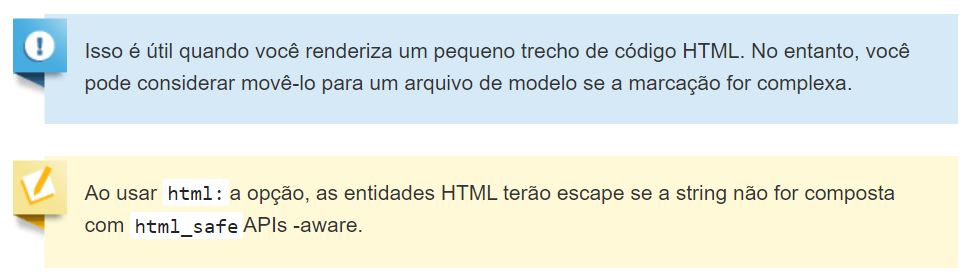 Isso é útil quando você renderiza um pequeno trecho de código HTML. No entanto, você
pode considerar movê-lo para um arquivo de modelo se a marcação for complexa.
Ao usar html: a opção, as entidades HTML terão escape se a string não for composta
com html_safe APIs -aware.